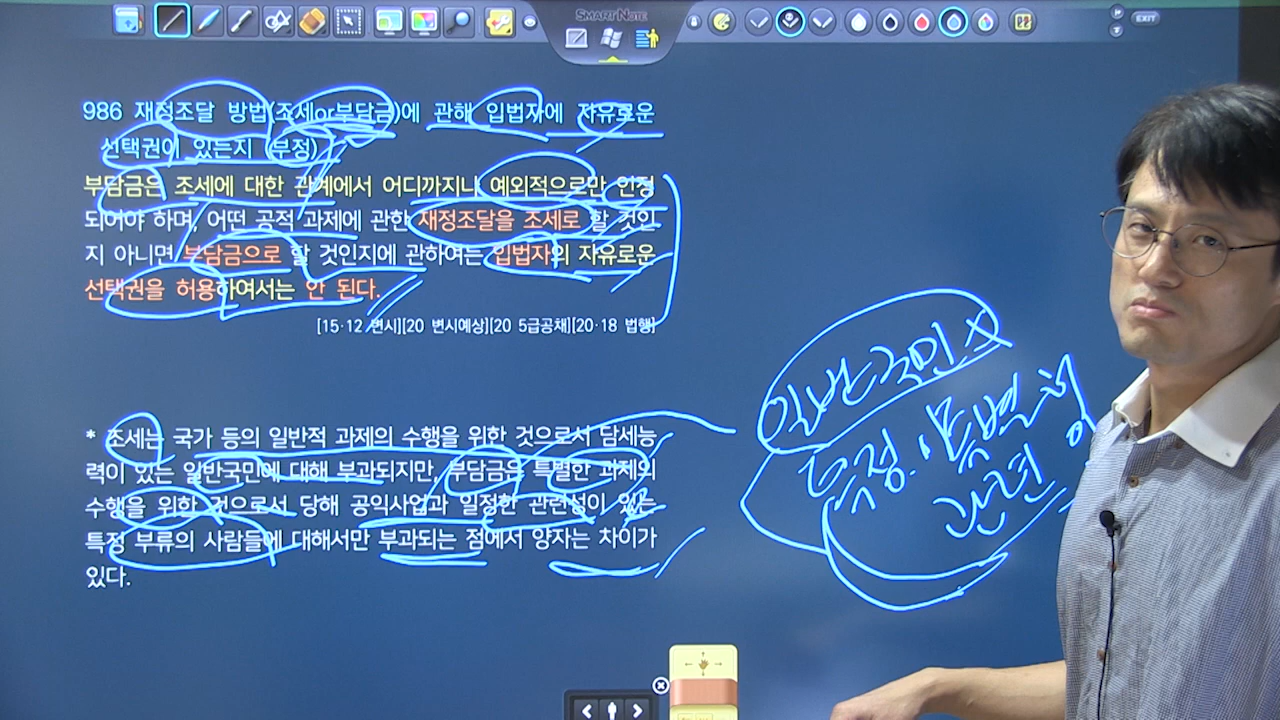 SMARTNOTE
EXIT
986 재정조달 방법(조세or부담금)에 관해 입법자에 자유로운
선택권이 있는지 (부정)
부담금은 조세에 대한 관계에서 어디까지나 예외적으로만 인정
되어야 하며, 어떤 공적 과제에 관한 재정조달을 조세로 할 것인
지 아니면 부담금으로 할 것인지에 관하여는 입법자의 자유로운
선택권을 허용하여서는 안 된다.
[15·12 변시][20 변시예상][20 5급공채][20·18 법행]
일반국민 X
특정. 특별한
관련
* 조세는 국가 등의 일반적 과제의 수행을 위한 것으로서 담세능
력이 있는 일반국민에 대해 부과되지만, 부담금은 특별한 과제의
수행을 위한 것으로서 당해 공익사업과 일정한 관련성이 있는
특정 부류의 사람들에 대해서만 부과되는 점에서 양자는 차이가
있다.